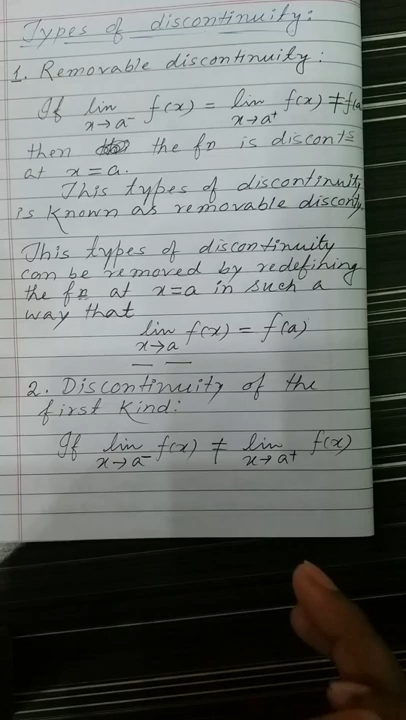 Types of discontinuity:
1. Removable discontinuity:
If lim x→a⁻ f(x) = lim x→a⁺ f(x) ≠ f(a
then the fn is discontˢ
at x = a.
This types of discontinuity
is known as removable discont
This types of discontinuity
can be removed by redefining
the fn at x=a in such a
way that
lim x→a f(x) = f(a)
2. Discontinuity of the
first kind:
If lim x→a⁻ f(x) ≠ lim x→a⁺ f(x)